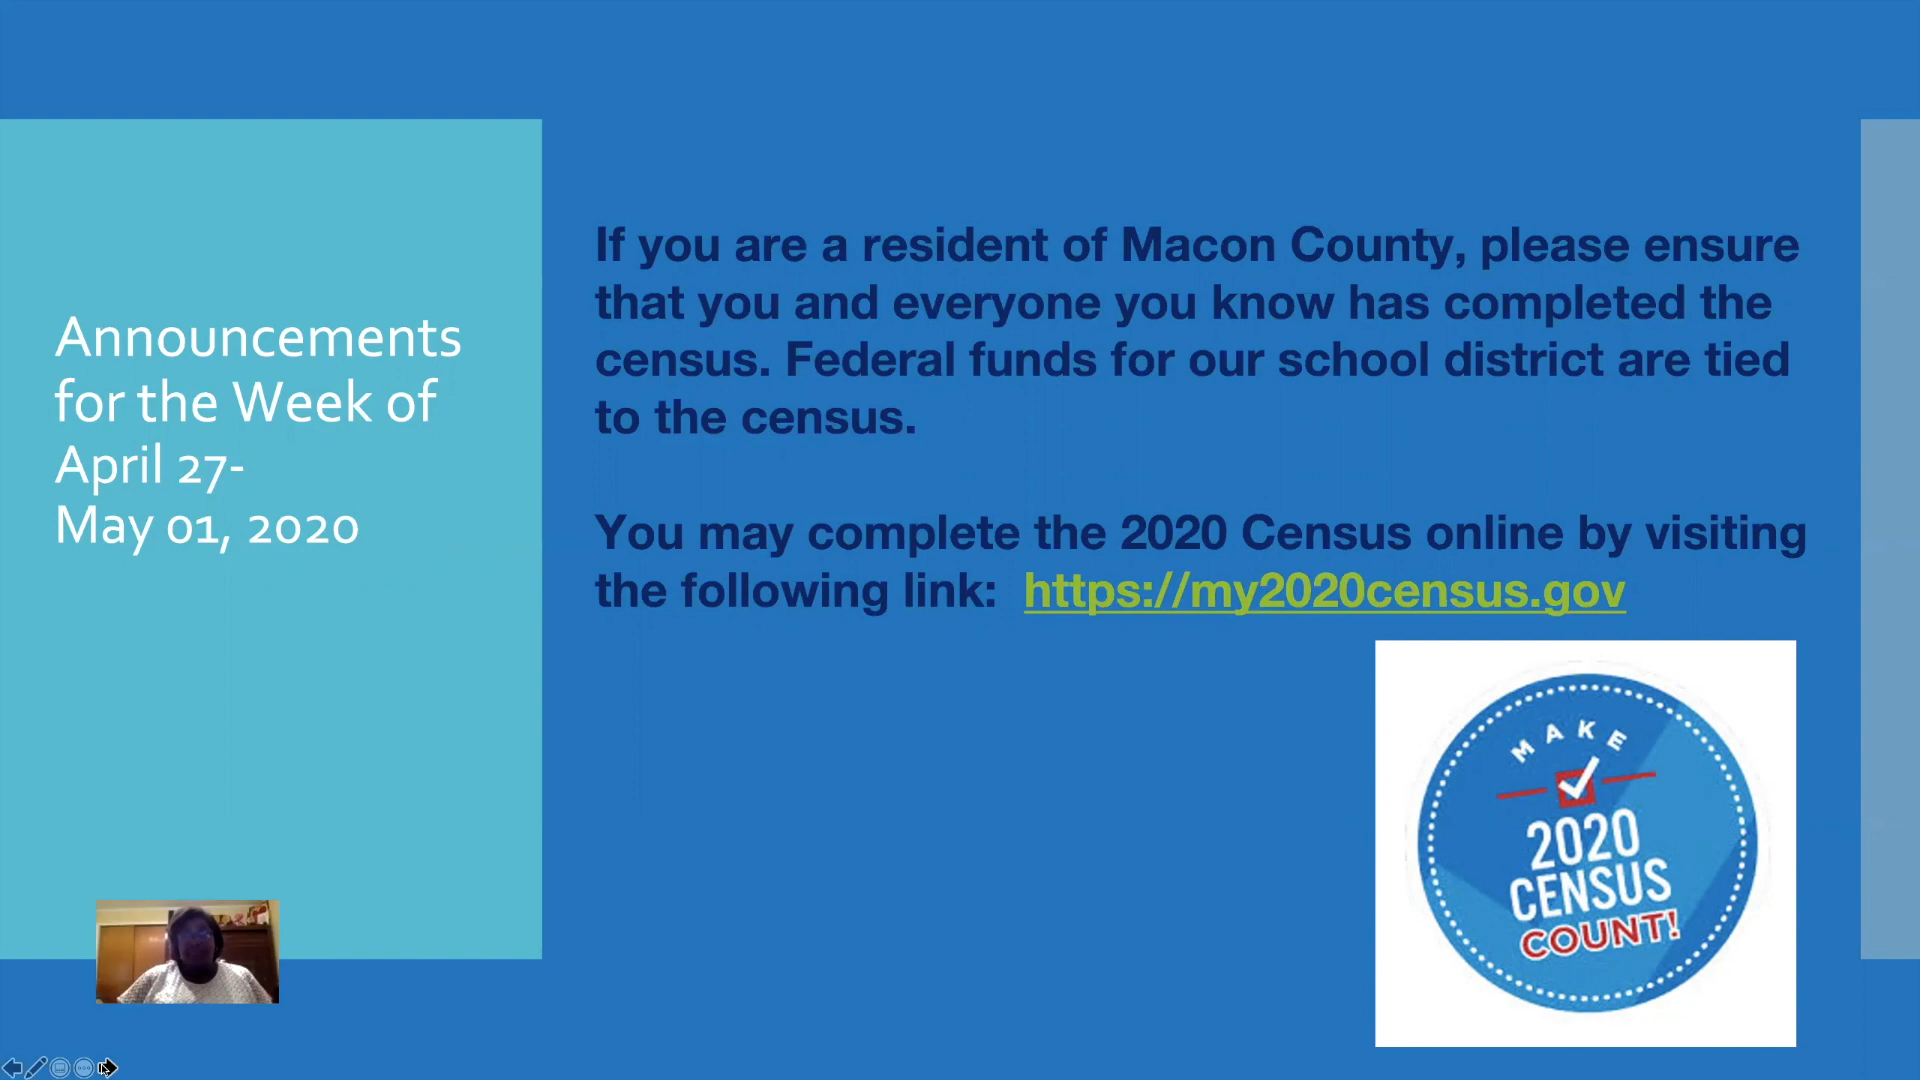 Announcements
for the Week of
April 27-
May 01, 2020
If you are a resident of Macon County, please ensure
that you and everyone you know has completed the
census. Federal funds for our school district are tied
to the census.
You may complete the 2020 Census online by visiting
the following link: https://my2020census.gov
MAKE
2020
CENSUS
COUNT!